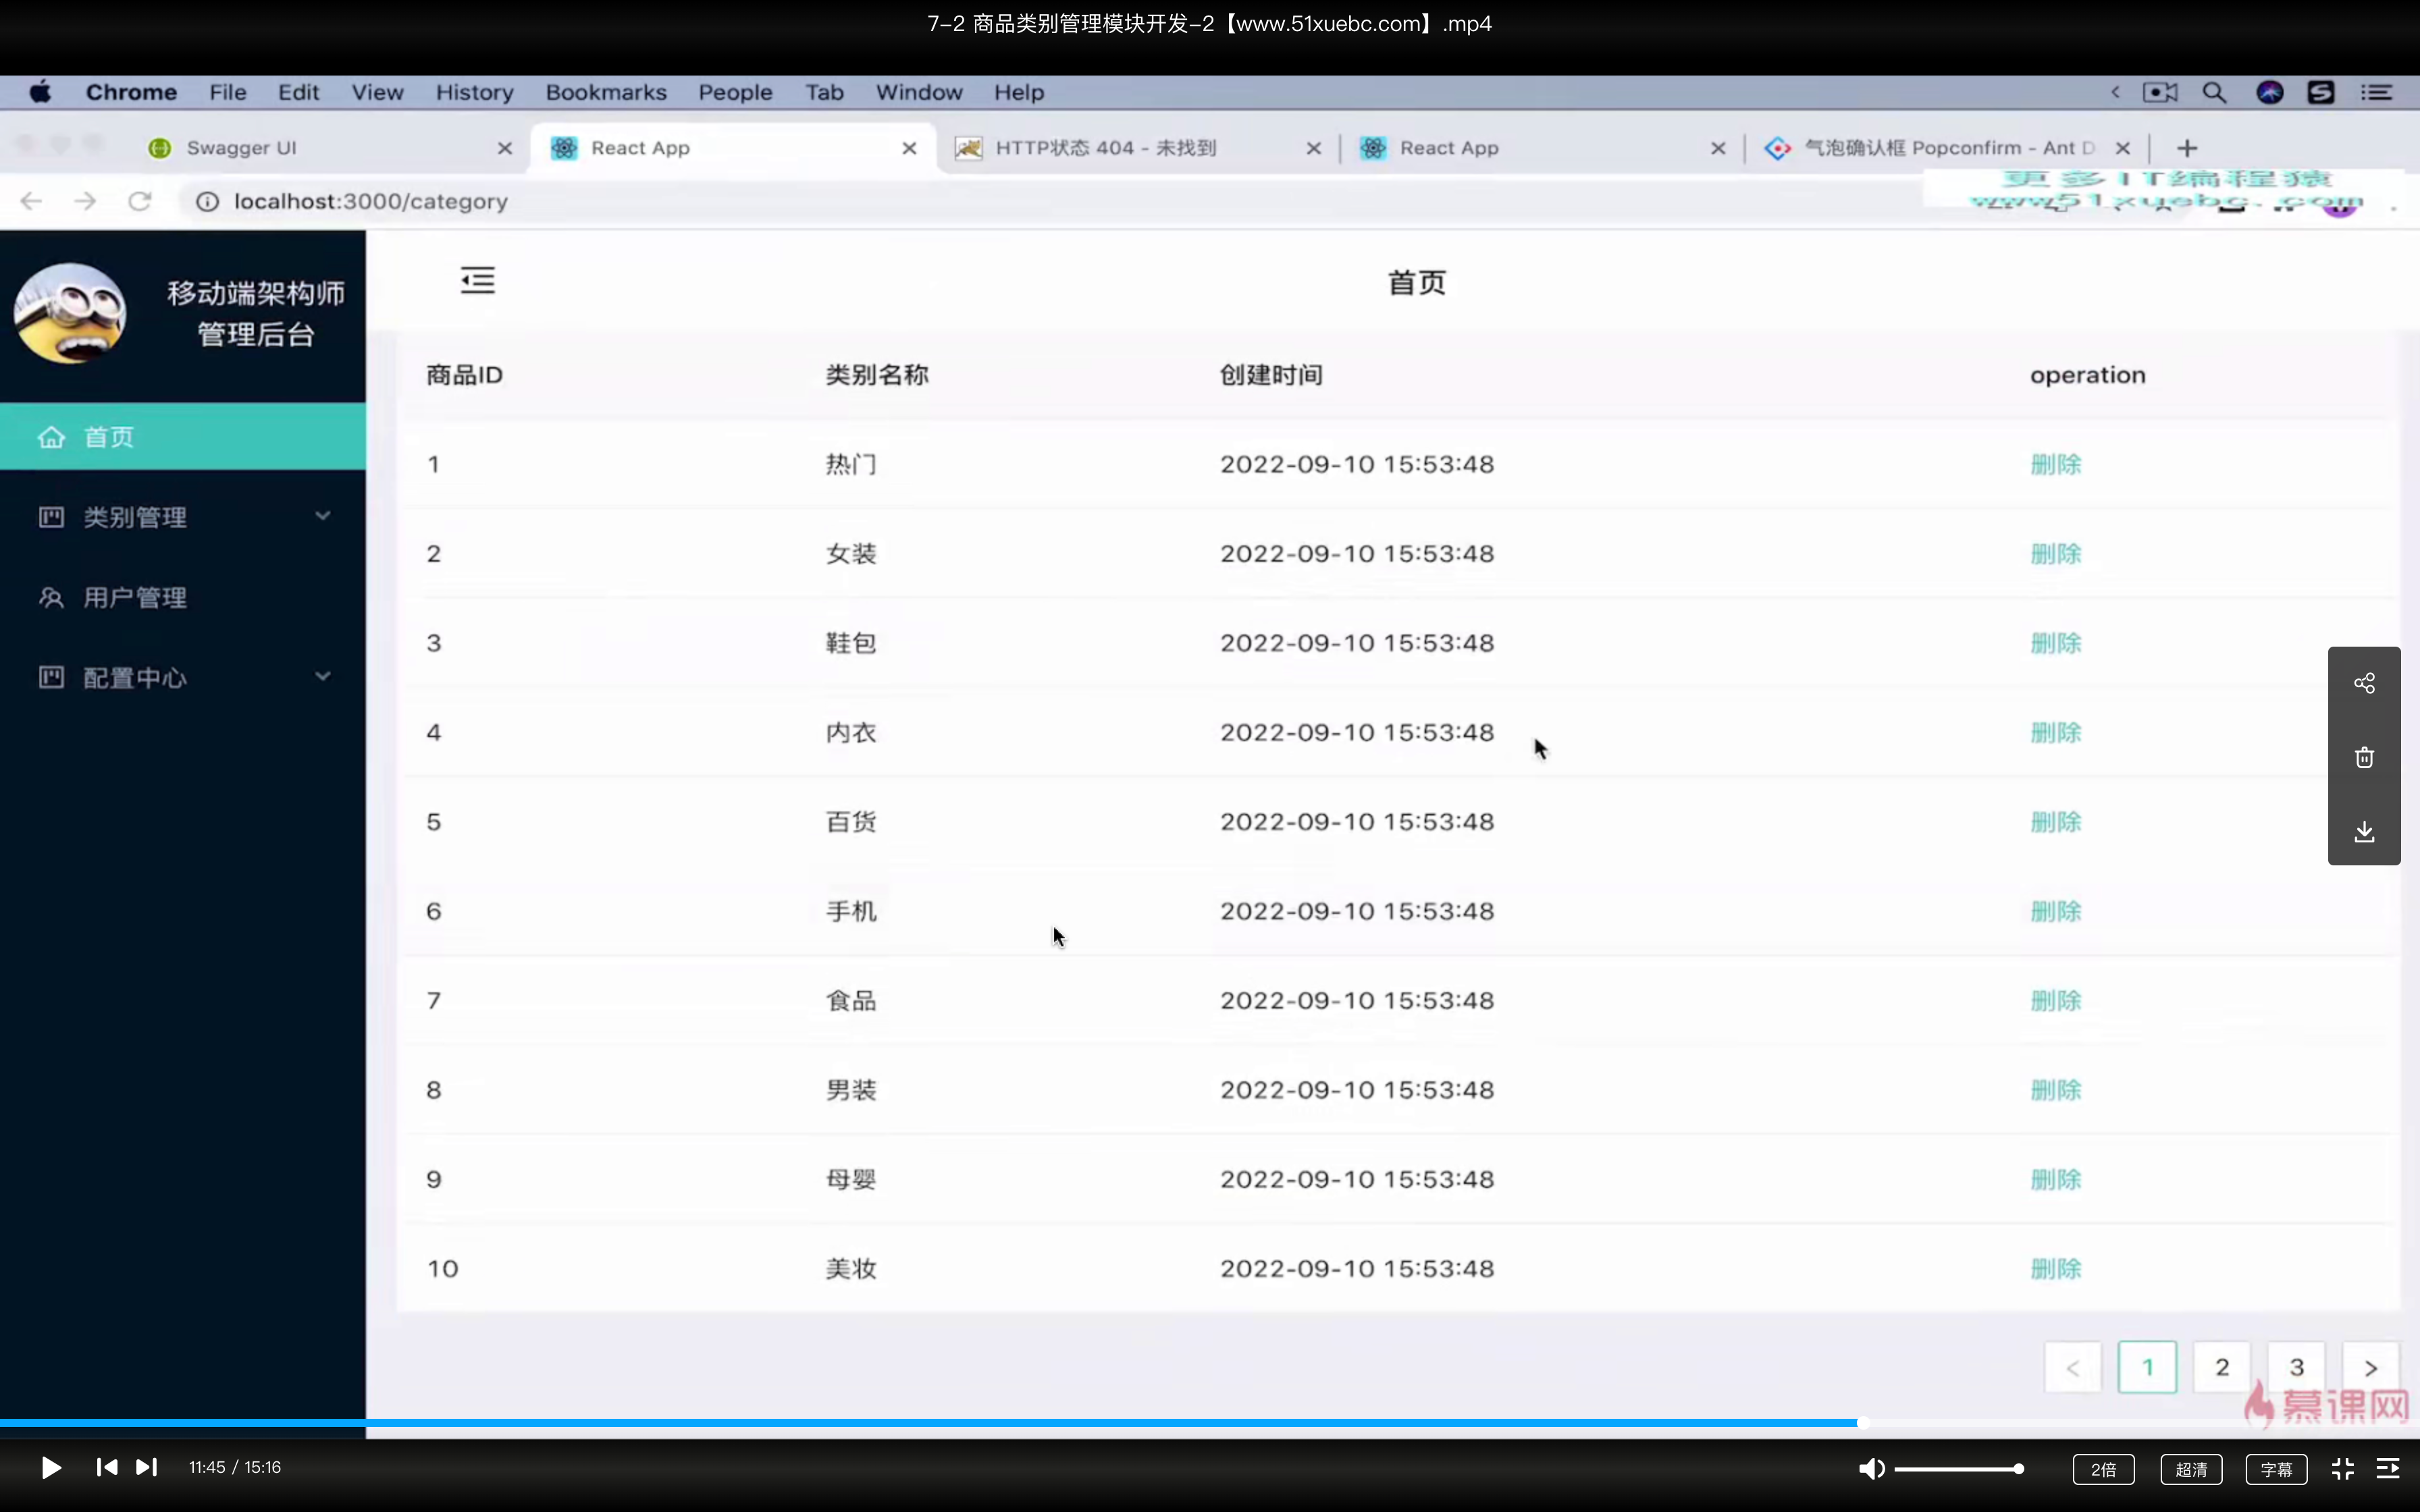 7-2 商品类别管理模块开发-2【www.51xuebc.com】.mp4
Chrome File Edit View History Bookmarks People Tab Window Help
Swagger UI React App HTTP状态 404 - 未找到 React App 气泡确认框 Popconfirm - Ant D
更多IT编程猿
localhost:3000/category
www51xuebc.com
移动端架构师
管理后台
首页
商品ID 类别名称 创建时间 operation
首页
类别管理
用户管理
配置中心
1 热门 2022-09-10 15:53:48 删除
2 女装 2022-09-10 15:53:48 删除
3 鞋包 2022-09-10 15:53:48 删除
4 内衣 2022-09-10 15:53:48 删除
5 百货 2022-09-10 15:53:48 删除
6 手机 2022-09-10 15:53:48 删除
7 食品 2022-09-10 15:53:48 删除
8 男装 2022-09-10 15:53:48 删除
9 母婴 2022-09-10 15:53:48 删除
10 美妆 2022-09-10 15:53:48 删除
< 1 2 3 >
慕课网
11:45 / 15:16 2倍 超清 字幕